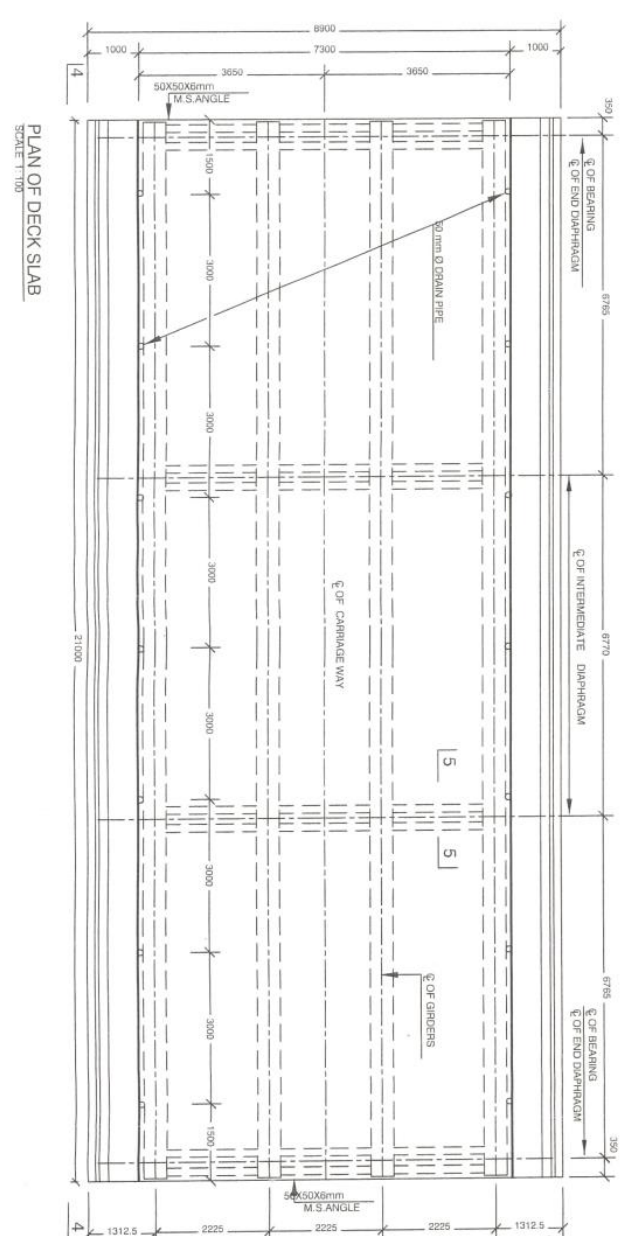 8900
1000
7300
1000
3650
3650
4
50X50X6mm
M.S.ANGLE
350
PLAN OF DECK SLAB
SCALE 1:100
℄ OF BEARING
℄ OF END DIAPHRAGM
1500
mm Ø DRAIN PIPE
6765
3000
3000
℄ OF CARRIAGE WAY
℄ OF INTERMEDIATE DIAPHRAGM
3000
21000
6770
3000
5
5
3000
℄ OF GIRDERS
6765
3000
℄ OF BEARING
℄ OF END DIAPHRAGM
1500
350
50X50X6mm
M.S.ANGLE
4
1312.5
2225
2225
2225
1312.5